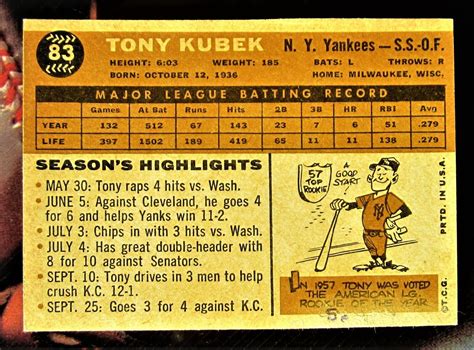 83
TONY KUBEK
N. Y. Yankees—S.S.-O.F.
HEIGHT: 6:03 WEIGHT: 185 BATS: L THROWS: R
BORN: OCTOBER 12, 1936 HOME: MILWAUKEE, WISC.
MAJOR LEAGUE BATTING RECORD
Games At Bat Runs Hits 2B 3B HR RBI Avg
YEAR 132 512 67 143 23 7 6 51 .279
LIFE 397 1502 189 419 65 11 .279
SEASON'S HIGHLIGHTS
• MAY 30: Tony raps 4 hits vs. Wash.
• JUNE 5: Against Cleveland, he goes 4
for 6 and helps Yanks win 11-2.
• JULY 3: Chips in with 3 hits vs. Wash.
• JULY 4: Has great double-header with
8 for 10 against Senators.
• SEPT. 10: Tony drives in 3 men to help
crush K.C. 12-1.
• SEPT. 25: Goes 3 for 4 against K.C.
57
TOP
ROOKIE
A
GOOD
START
NY
IN 1957 TONY WAS VOTED
THE AMERICAN LG.
ROOKIE OF THE YEAR
©T.C.G. PRTD. IN U.S.A.